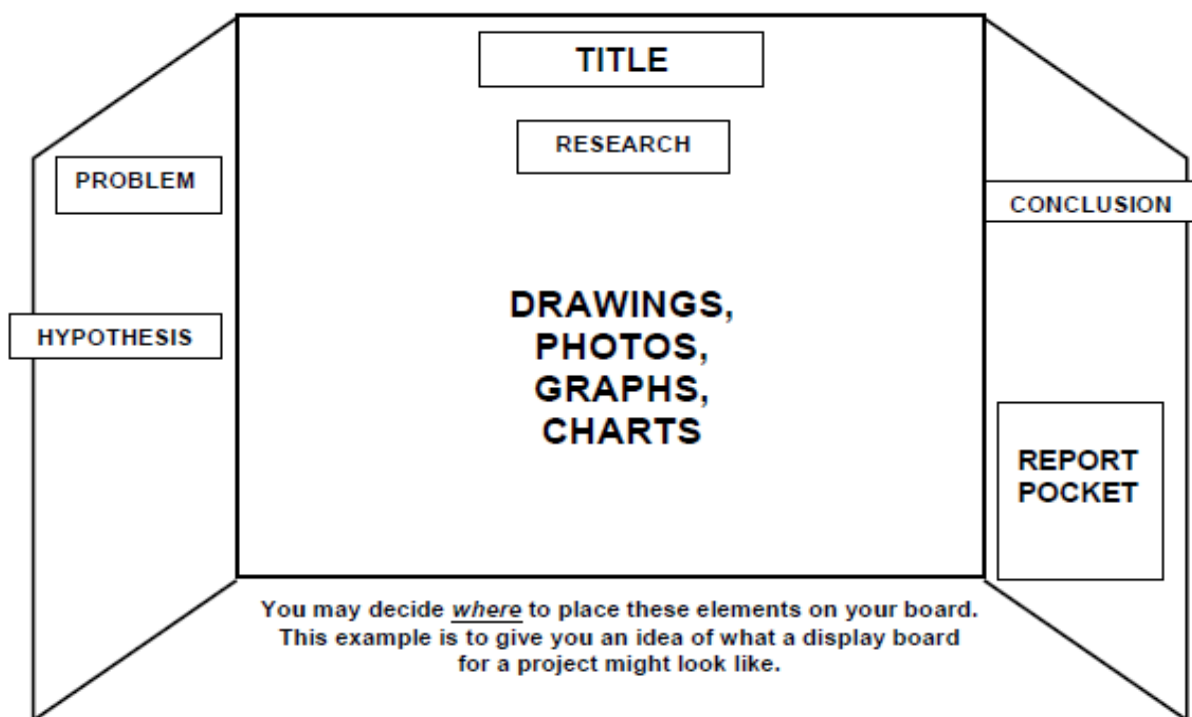 TITLE
RESEARCH
PROBLEM
CONCLUSION
HYPOTHESIS
DRAWINGS,
PHOTOS,
GRAPHS,
CHARTS
REPORT
POCKET
You may decide where to place these elements on your board.
This example is to give you an idea of what a display board
for a project might look like.